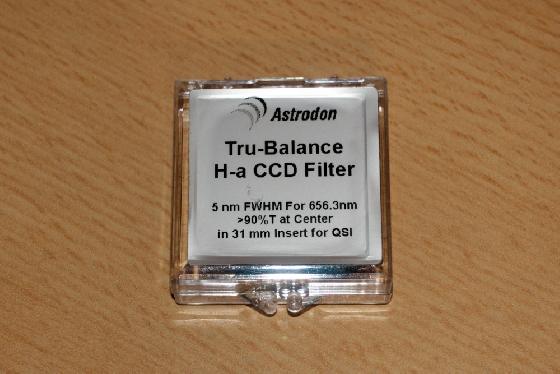 Astrodon
Tru-Balance
H-a CCD Filter
5 nm FWHM For 656.3nm
>90%T at Center
in 31 mm Insert for QSI